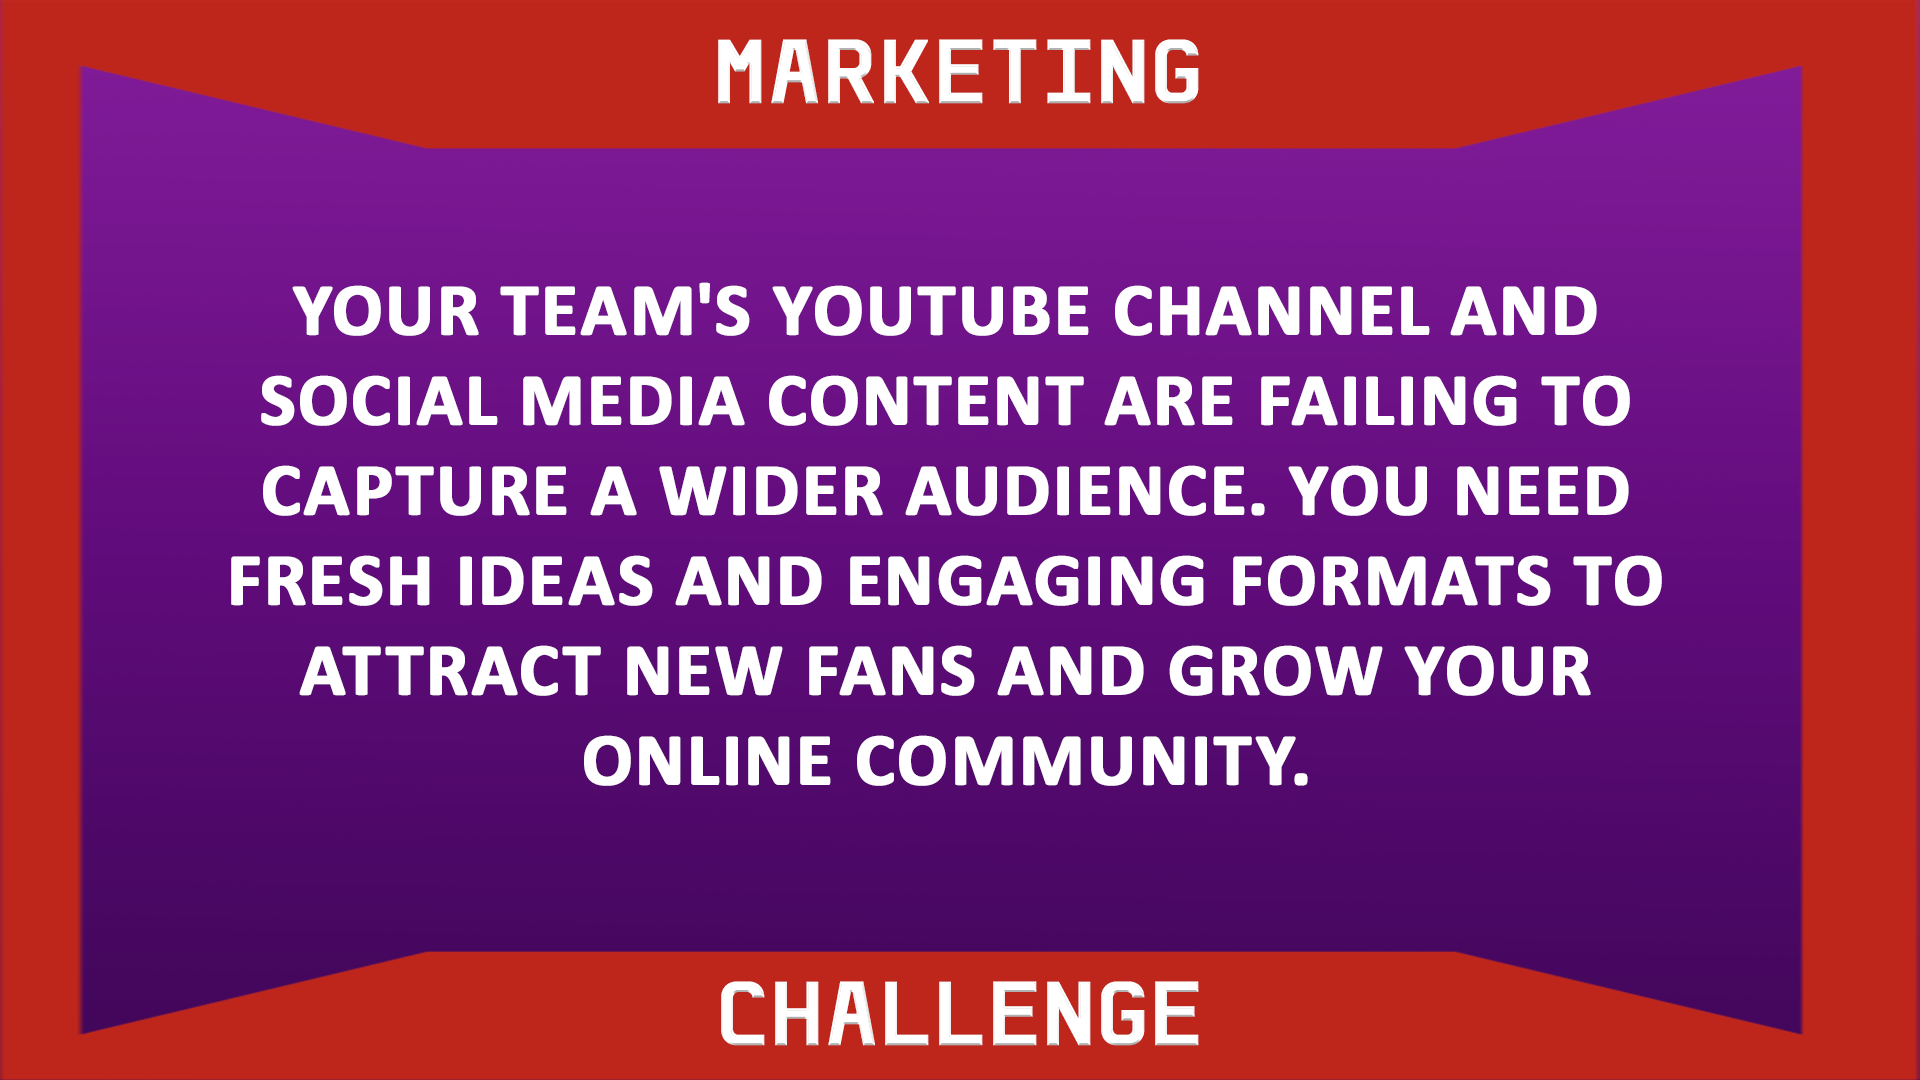 MARKETING
YOUR TEAM'S YOUTUBE CHANNEL AND
SOCIAL MEDIA CONTENT ARE FAILING TO
CAPTURE A WIDER AUDIENCE. YOU NEED
FRESH IDEAS AND ENGAGING FORMATS TO
ATTRACT NEW FANS AND GROW YOUR
ONLINE COMMUNITY.
CHALLENGE